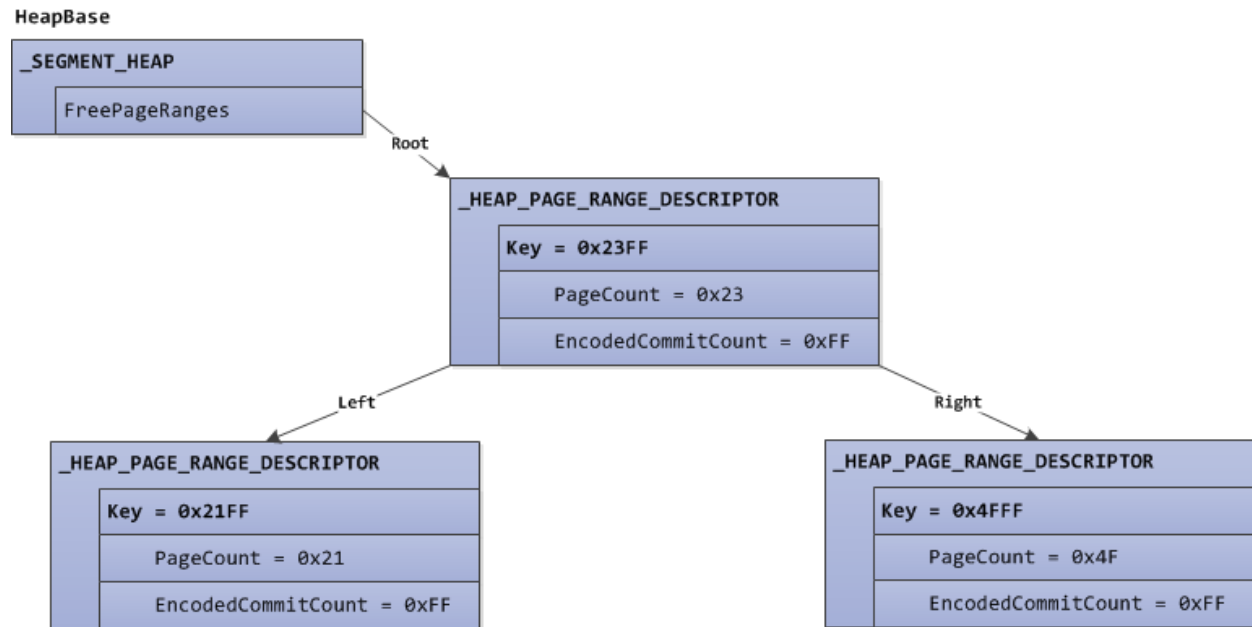 HeapBase
_SEGMENT_HEAP
FreePageRanges
Root
_HEAP_PAGE_RANGE_DESCRIPTOR
Key = 0x23FF
PageCount = 0x23
EncodedCommitCount = 0xFF
Left
Right
_HEAP_PAGE_RANGE_DESCRIPTOR
Key = 0x21FF
PageCount = 0x21
EncodedCommitCount = 0xFF
_HEAP_PAGE_RANGE_DESCRIPTOR
Key = 0x4FFF
PageCount = 0x4F
EncodedCommitCount = 0xFF